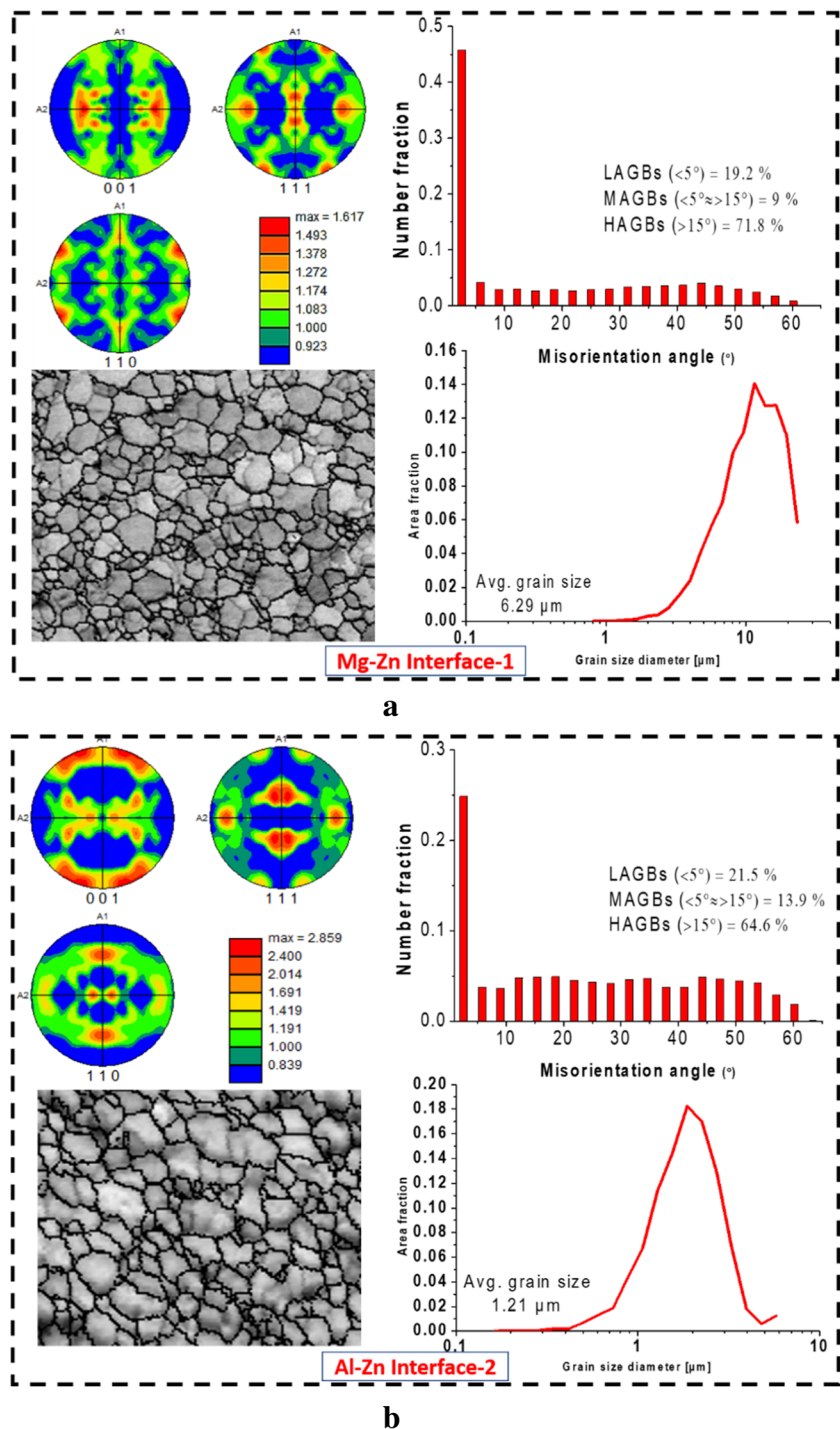 A1
A2
0 0 1
A1
A2
1 1 1
A1
A2
1 1 0
max = 1.617
1.493
1.378
1.272
1.174
1.083
1.000
0.923
Number fraction
0.5
0.4
0.3
0.2
0.1
0.0
LAGBs (<5°) = 19.2 %
MAGBs (<5°≈>15°) = 9 %
HAGBs (>15°) = 71.8 %
10 20 30 40 50 60
Misorientation angle (°)
Area fraction
0.16
0.14
0.12
0.10
0.08
0.06
0.04
0.02
0.00
Avg. grain size
6.29 µm
0.1 1 10
Grain size diameter [µm]
Mg-Zn Interface-1
a
A1
A2
0 0 1
A1
A2
1 1 1
A1
A2
1 1 0
max = 2.859
2.400
2.014
1.691
1.419
1.191
1.000
0.839
Number fraction
0.3
0.2
0.1
0.0
LAGBs (<5°) = 21.5 %
MAGBs (<5°≈>15°) = 13.9 %
HAGBs (>15°) = 64.6 %
10 20 30 40 50 60
Misorientation angle (°)
Area fraction
0.20
0.18
0.16
0.14
0.12
0.10
0.08
0.06
0.04
0.02
0.00
Avg. grain size
1.21 µm
0.1 1 10
Grain size diameter [µm]
Al-Zn Interface-2
b